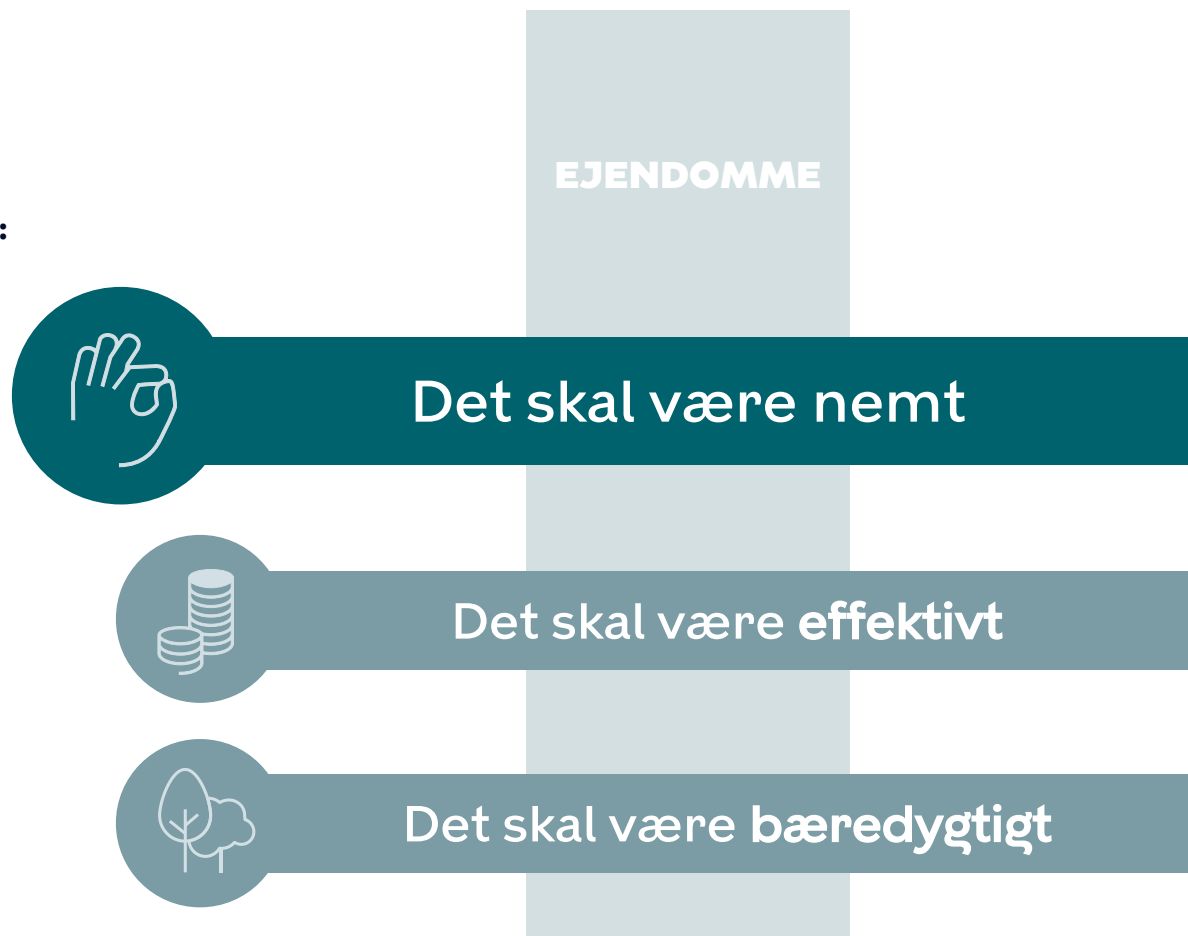 EJENDOMME
:
Det skal være nemt
Det skal være effektivt
Det skal være bæredygtigt